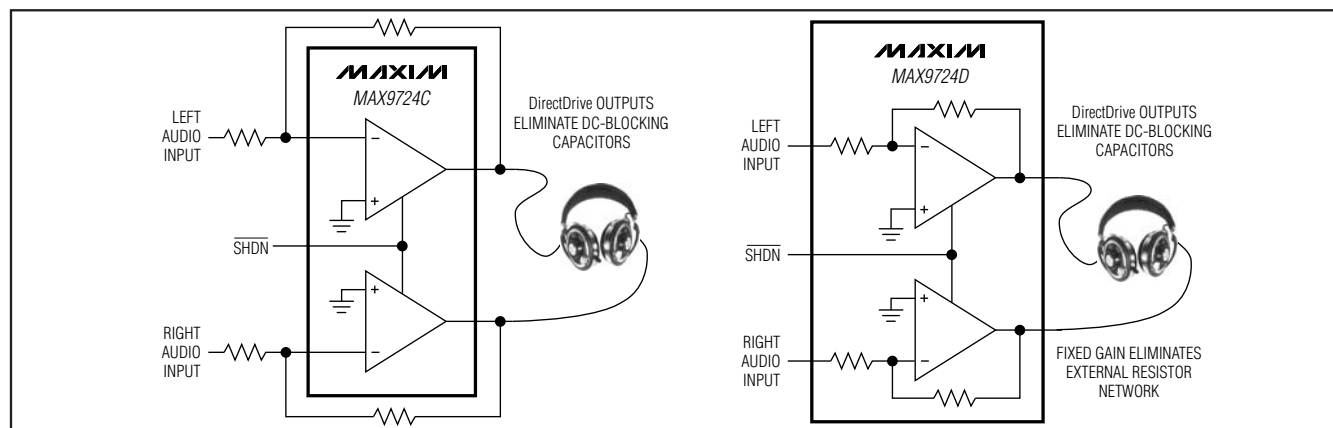 MAXIM
MAX9724C
LEFT
AUDIO
INPUT
DirectDrive OUTPUTS
ELIMINATE DC-BLOCKING
CAPACITORS
−
+
SHDN
+
−
RIGHT
AUDIO
INPUT
MAXIM
MAX9724D
LEFT
AUDIO
INPUT
DirectDrive OUTPUTS
ELIMINATE DC-BLOCKING
CAPACITORS
−
+
SHDN
+
−
RIGHT
AUDIO
INPUT
FIXED GAIN ELIMINATES
EXTERNAL RESISTOR
NETWORK